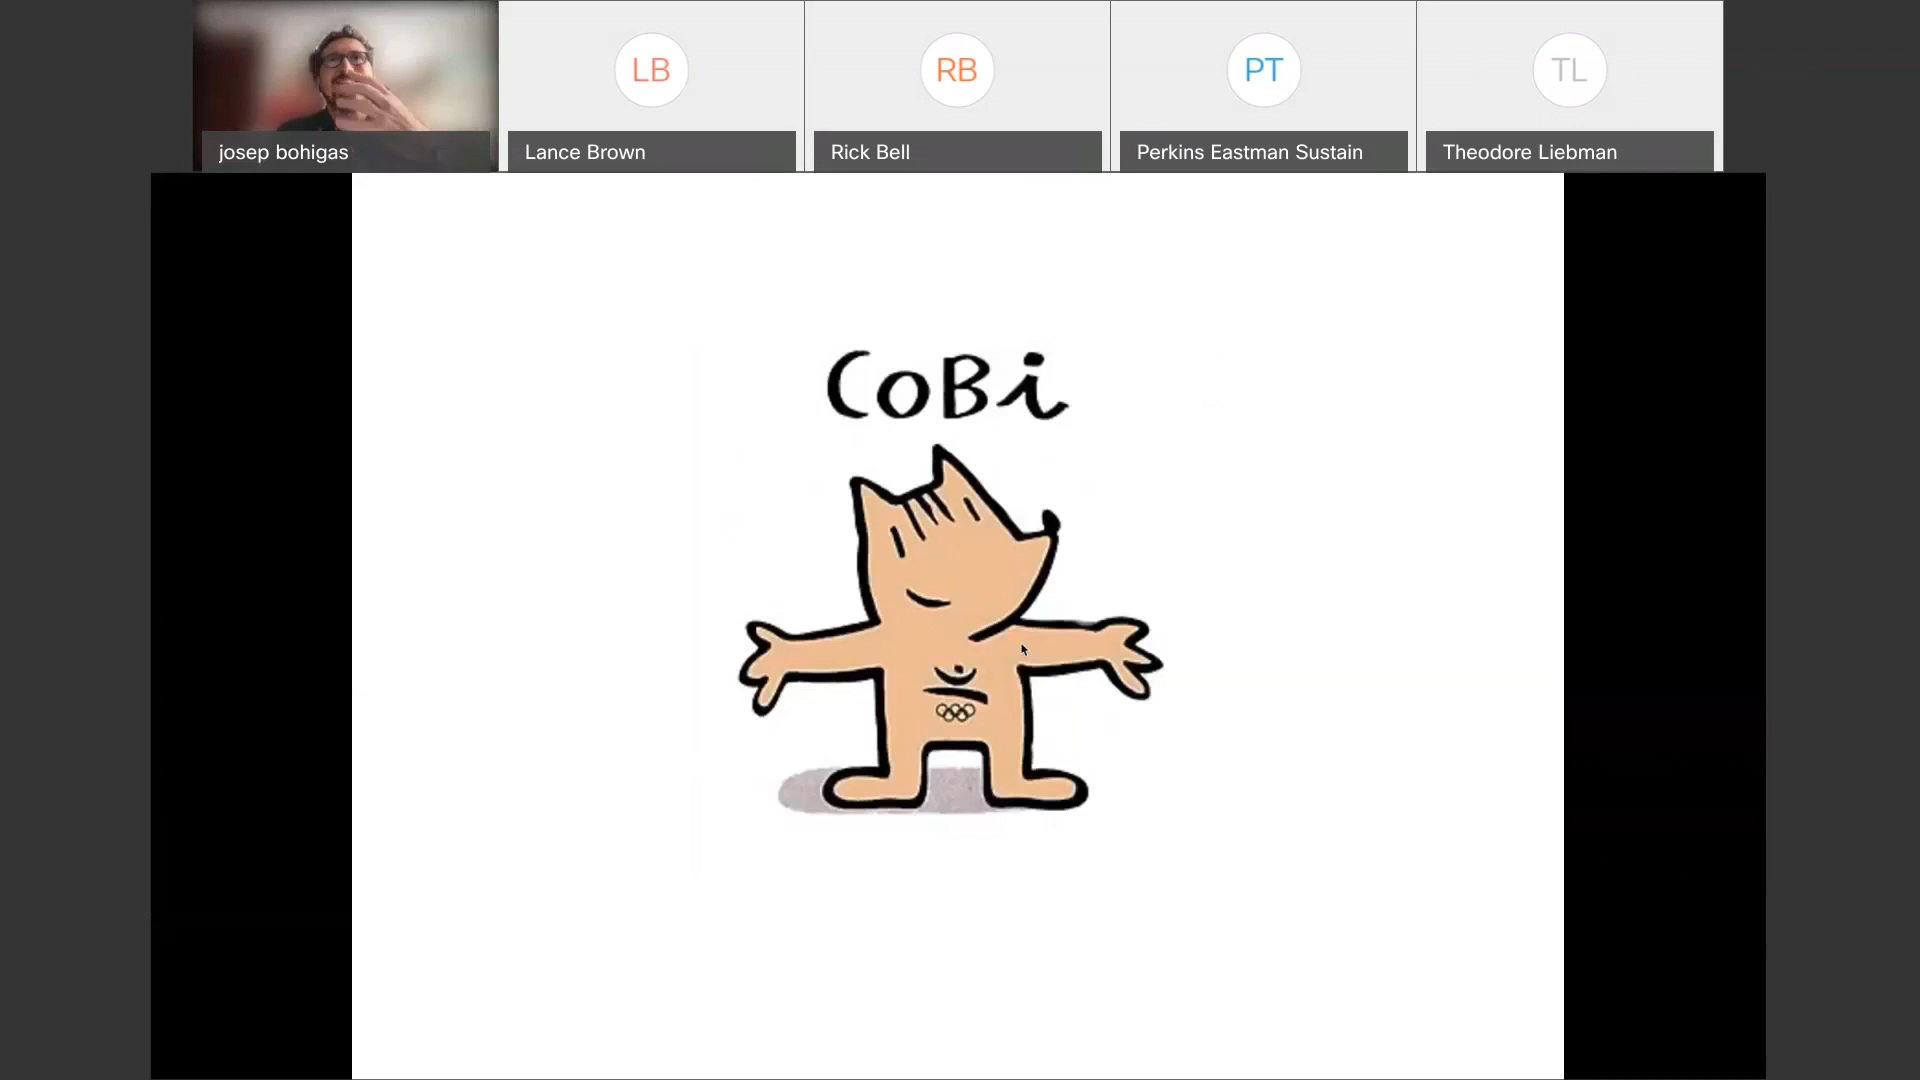 LB
RB
PT
TL
josep bohigas
Lance Brown
Rick Bell
Perkins Eastman Sustain
Theodore Liebman
CoBi